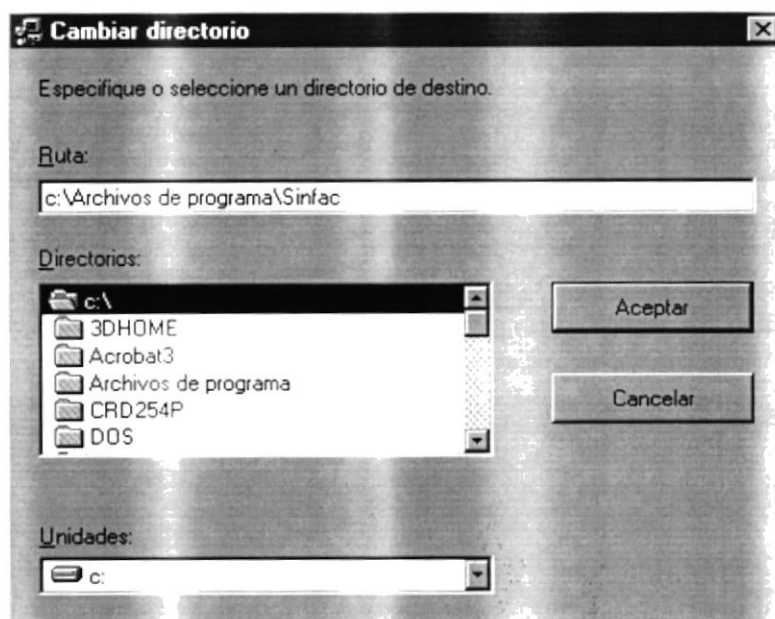 Cambiar directorio
Especifique o seleccione un directorio de destino.
Ruta:
c:\Archivos de programa\Sinfac
Directorios:
c:\
3DHOME
Acrobat3
Archivos de programa
CRD254P
DOS
Aceptar
Cancelar
Unidades:
c: